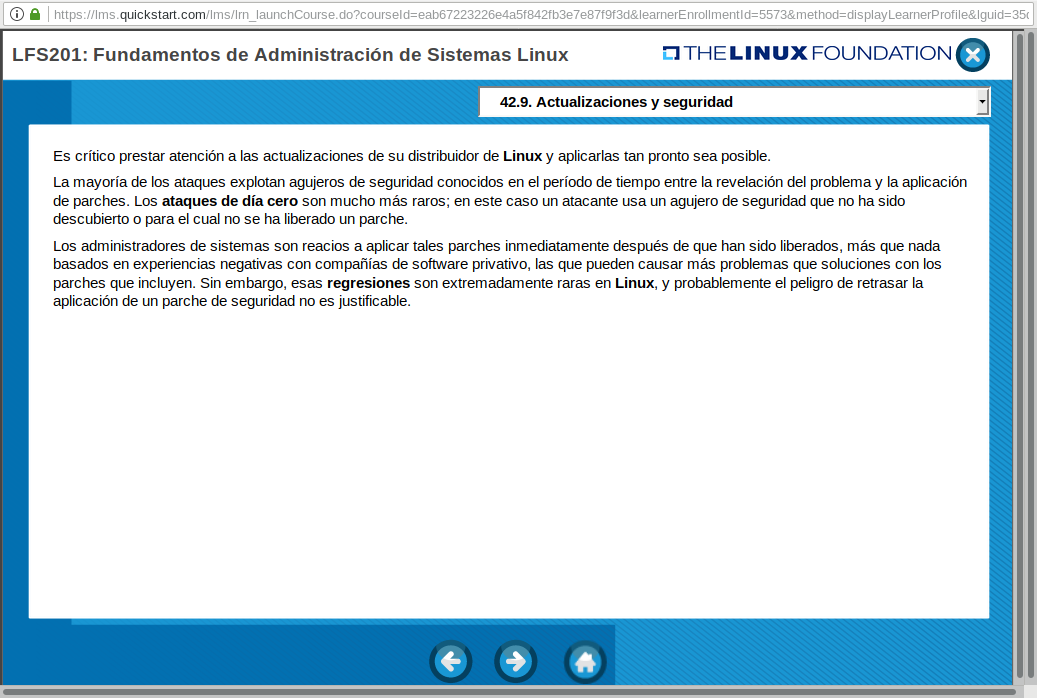 https://lms.quickstart.com/lms/lrn_launchCourse.do?courseId=eab67223226e4a5f842fb3e7e87f9f3d&learnerEnrollmentId=5573&method=displayLearnerProfile&lguid=35c
LFS201: Fundamentos de Administración de Sistemas Linux
THE LINUX FOUNDATION
42.9. Actualizaciones y seguridad
Es crítico prestar atención a las actualizaciones de su distribuidor de Linux y aplicarlas tan pronto sea posible.
La mayoría de los ataques explotan agujeros de seguridad conocidos en el período de tiempo entre la revelación del problema y la aplicación
de parches. Los ataques de día cero son mucho más raros; en este caso un atacante usa un agujero de seguridad que no ha sido
descubierto o para el cual no se ha liberado un parche.
Los administradores de sistemas son reacios a aplicar tales parches inmediatamente después de que han sido liberados, más que nada
basados en experiencias negativas con compañías de software privativo, las que pueden causar más problemas que soluciones con los
parches que incluyen. Sin embargo, esas regresiones son extremadamente raras en Linux, y probablemente el peligro de retrasar la
aplicación de un parche de seguridad no es justificable.